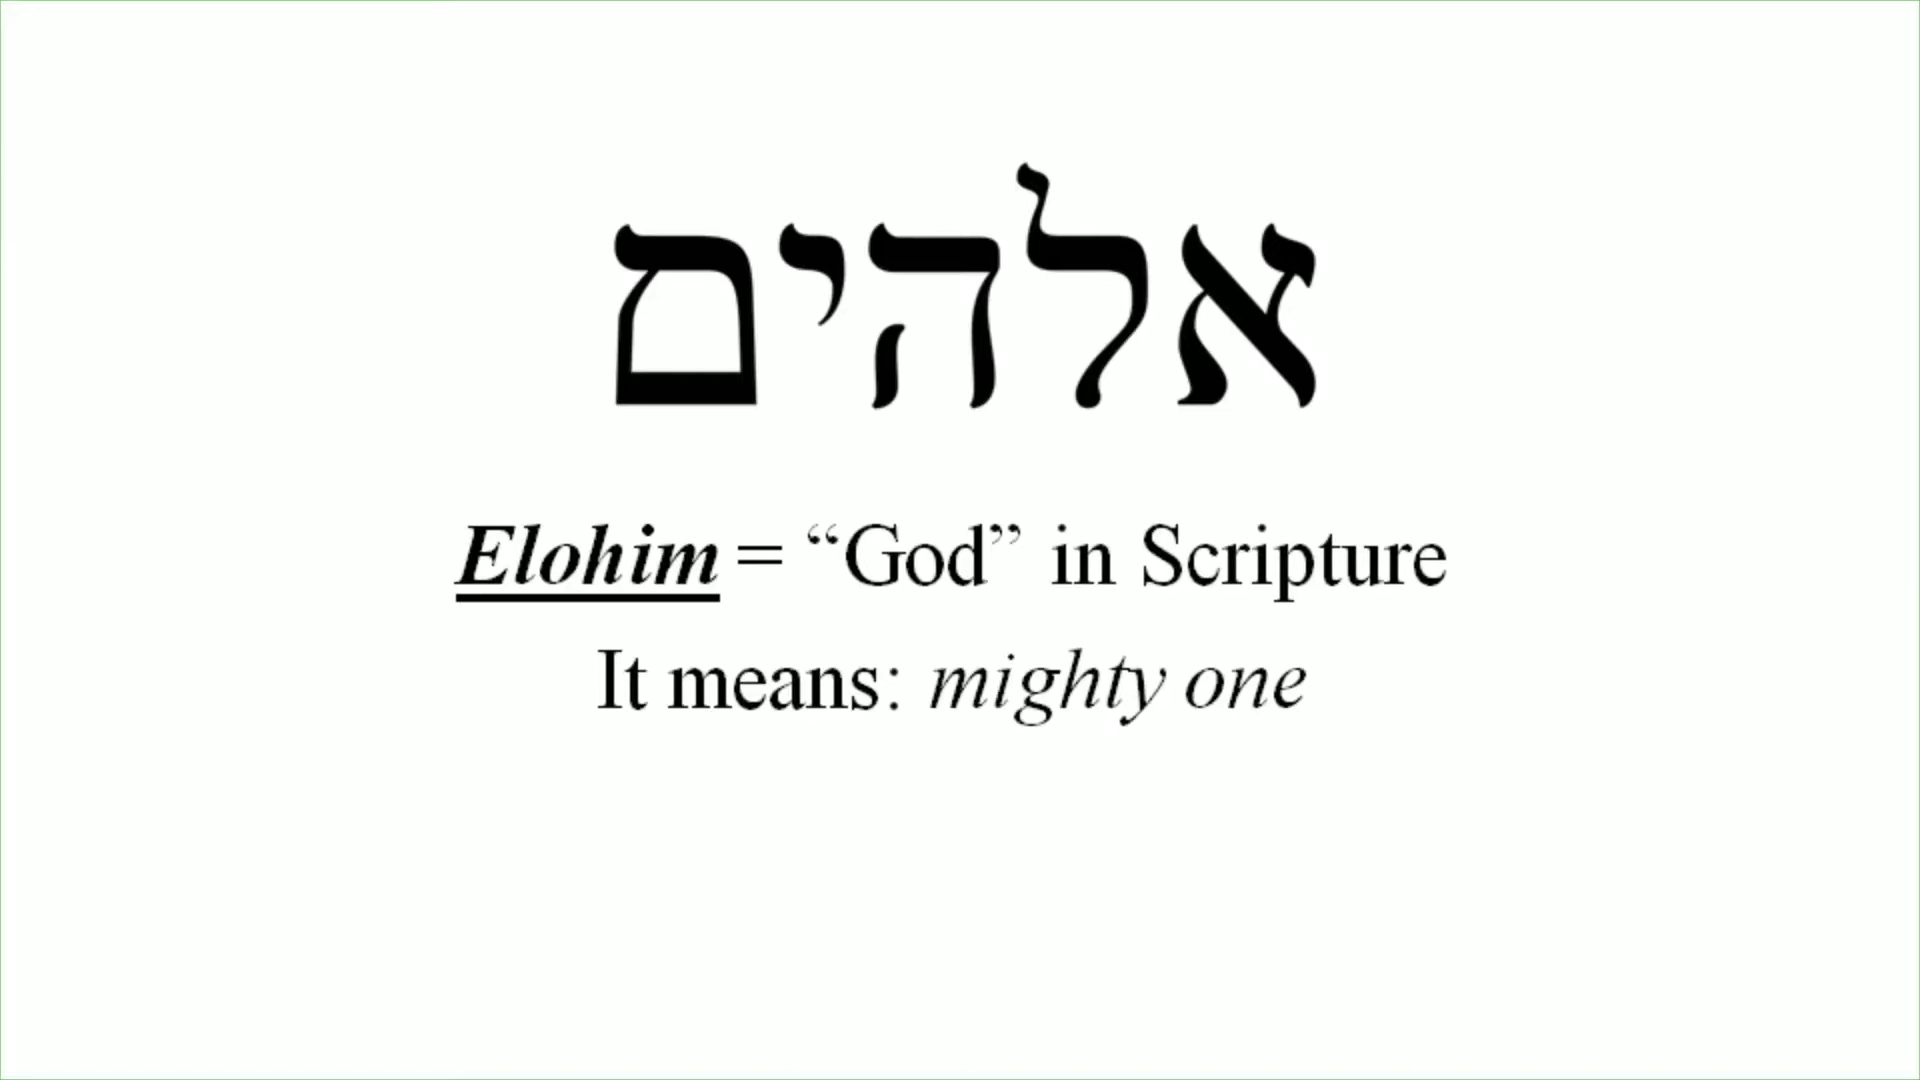 אלהים
Elohim = “God” in Scripture
It means: mighty one